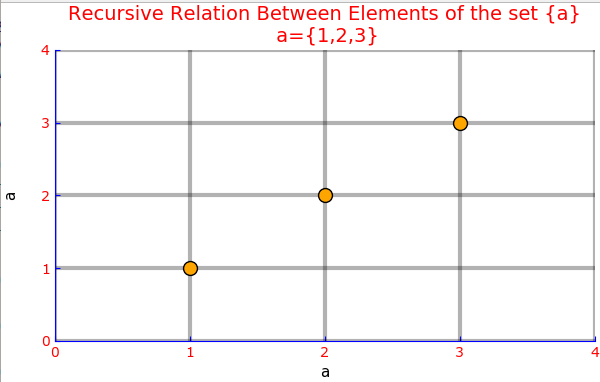 Recursive Relation Between Elements of the set {a}
a={1,2,3}
4
3
2
1
0
a
0 1 2 3 4
a